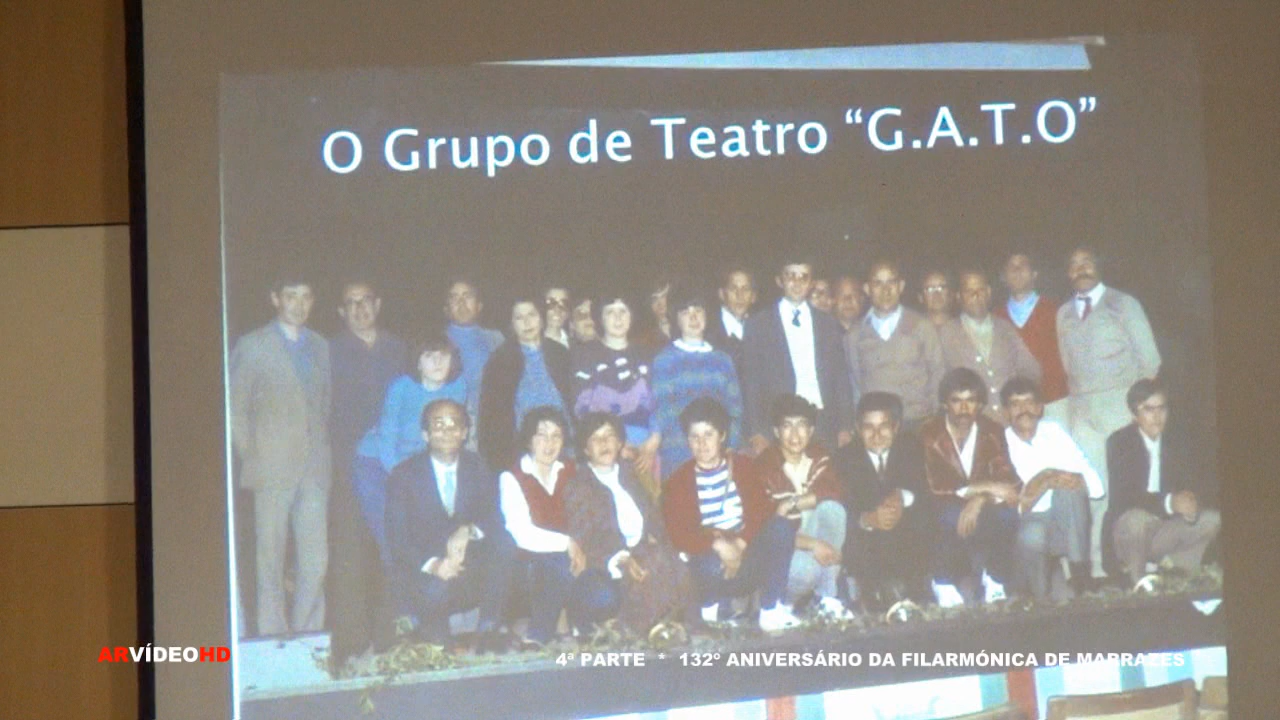 O Grupo de Teatro “G.A.T.O”
ARVÍDEOHD
4ª PARTE * 132º ANIVERSÁRIO DA FILARMÓNICA DE MARRAZES